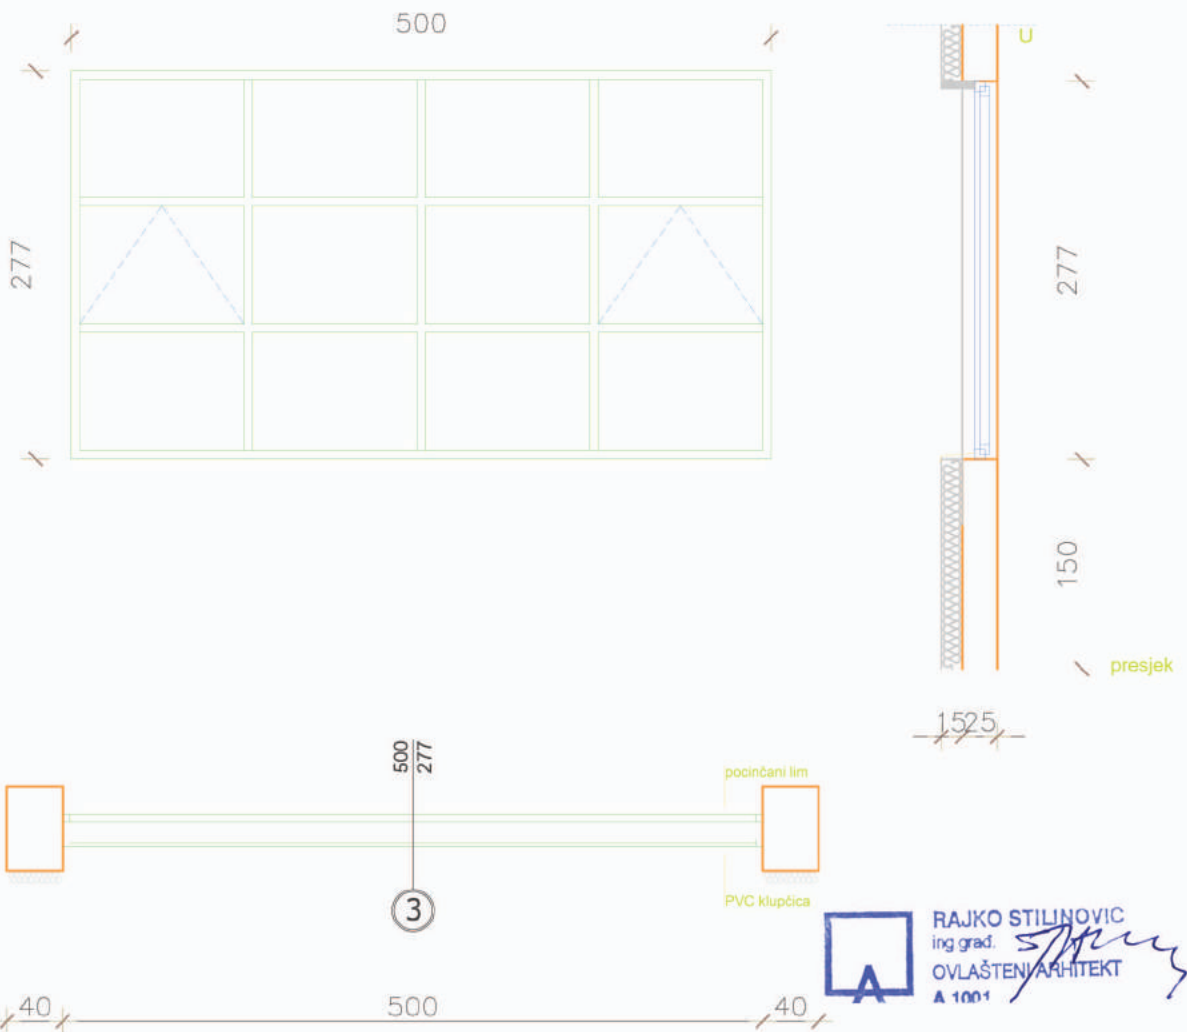 500
U
277
277
150
presjek
1525
500
277
pocinčani lim
PVC klupčica
3
RAJKO STILINOVIC
ing građ.
OVLAŠTENI ARHITEKT
A 1001
40
500
40